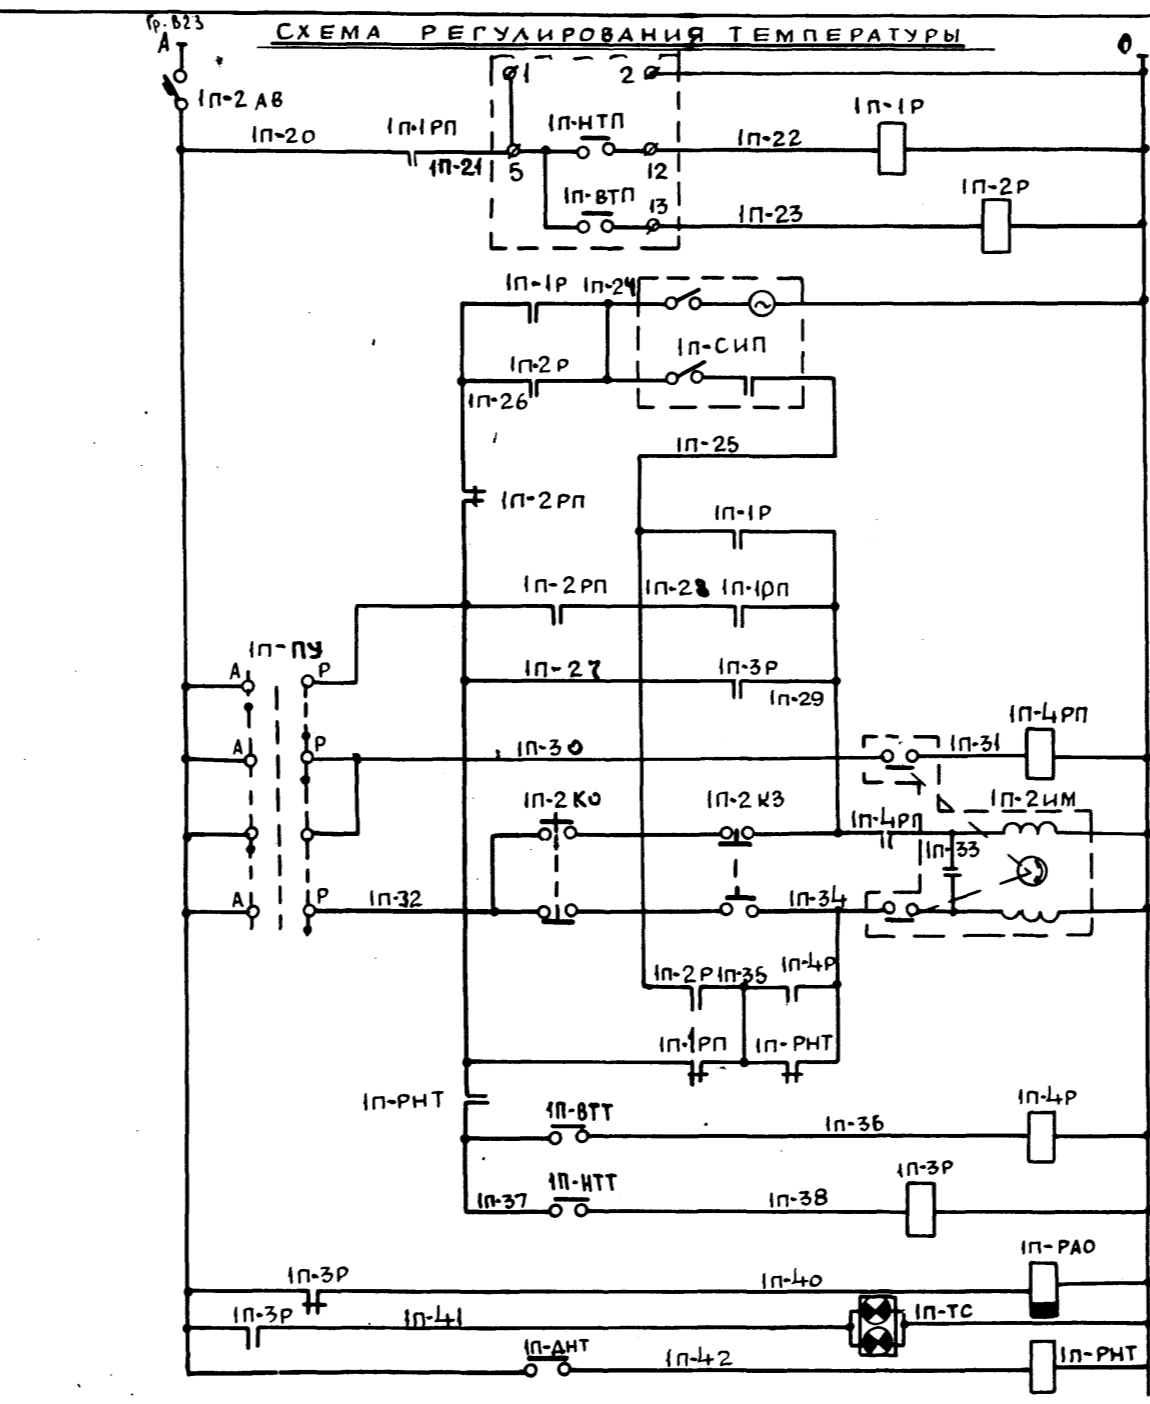 Гр. В23
СХЕМА РЕГУЛИРОВАНИЯ ТЕМПЕРАТУРЫ
А
0
1п-2 АВ
1 2
1п-20 1п-1РП 1п-21 5 1п-НТП 12 1п-22 1п-1Р
1п-ВТП 13 1п-23 1п-2Р
1п-1Р 1п-24
1п-2Р 1п-СИП
1п-26
1п-25
1п-2РП
1п-1Р
1п-2РП 1п-28 1п-1РП
1п-ПУ
А Р 1п-27 1п-3Р
1п-29
1п-4РП
А Р 1п-30 1п-31
1п-2КО 1п-2КЗ 1п-2ИМ
1п-4РП
1п-33
А Р 1п-32 1п-34
1п-2Р 1п-35 1п-4Р
1п-1РП 1п-РНТ
1п-РНТ
1п-ВТТ 1п-36 1п-4Р
1п-37 1п-НТТ 1п-38 1п-3Р
1п-3Р 1п-40 1п-РАО
1п-3Р 1п-41 1п-ТС
1п-ДНТ 1п-42 1п-РНТ